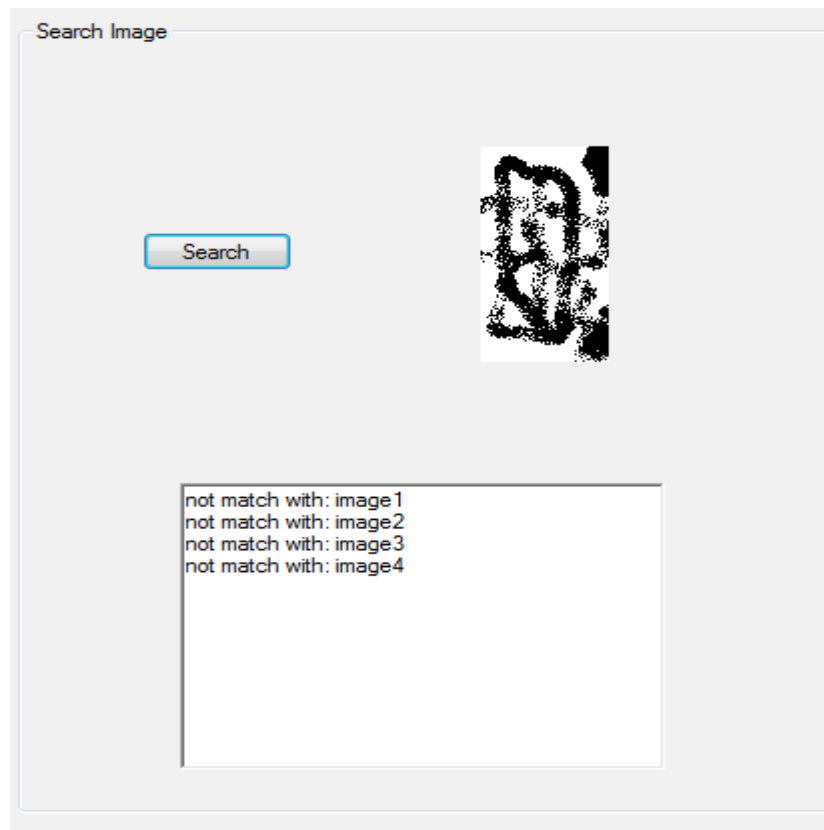 Search Image
Search
not match with: image1
not match with: image2
not match with: image3
not match with: image4